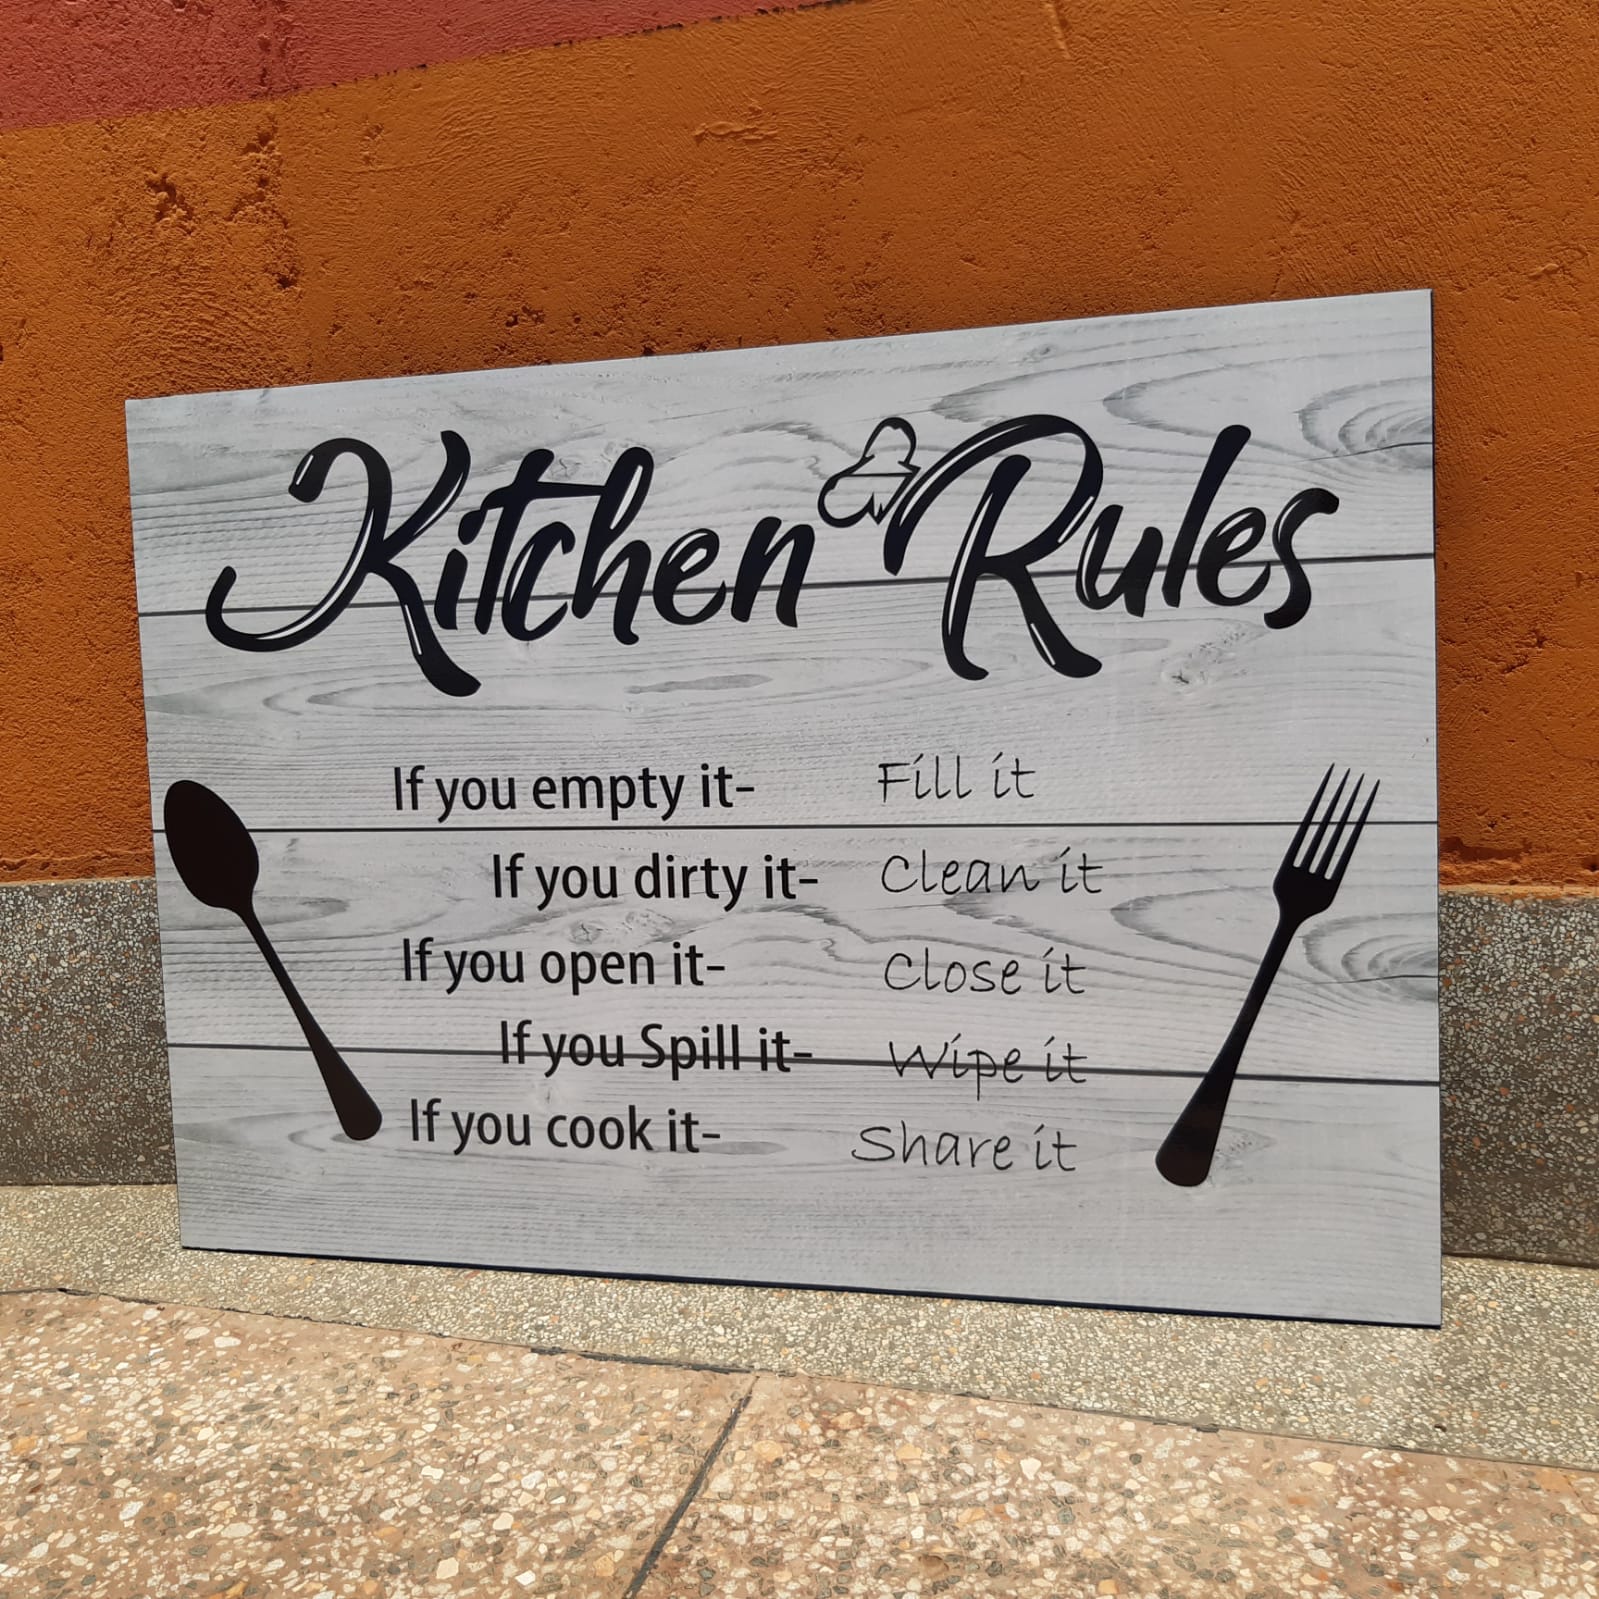 Kitchen Rules
If you empty it- Fill it
If you dirty it- Clean it
If you open it- Close it
If you Spill it- Wipe it
If you cook it- Share it